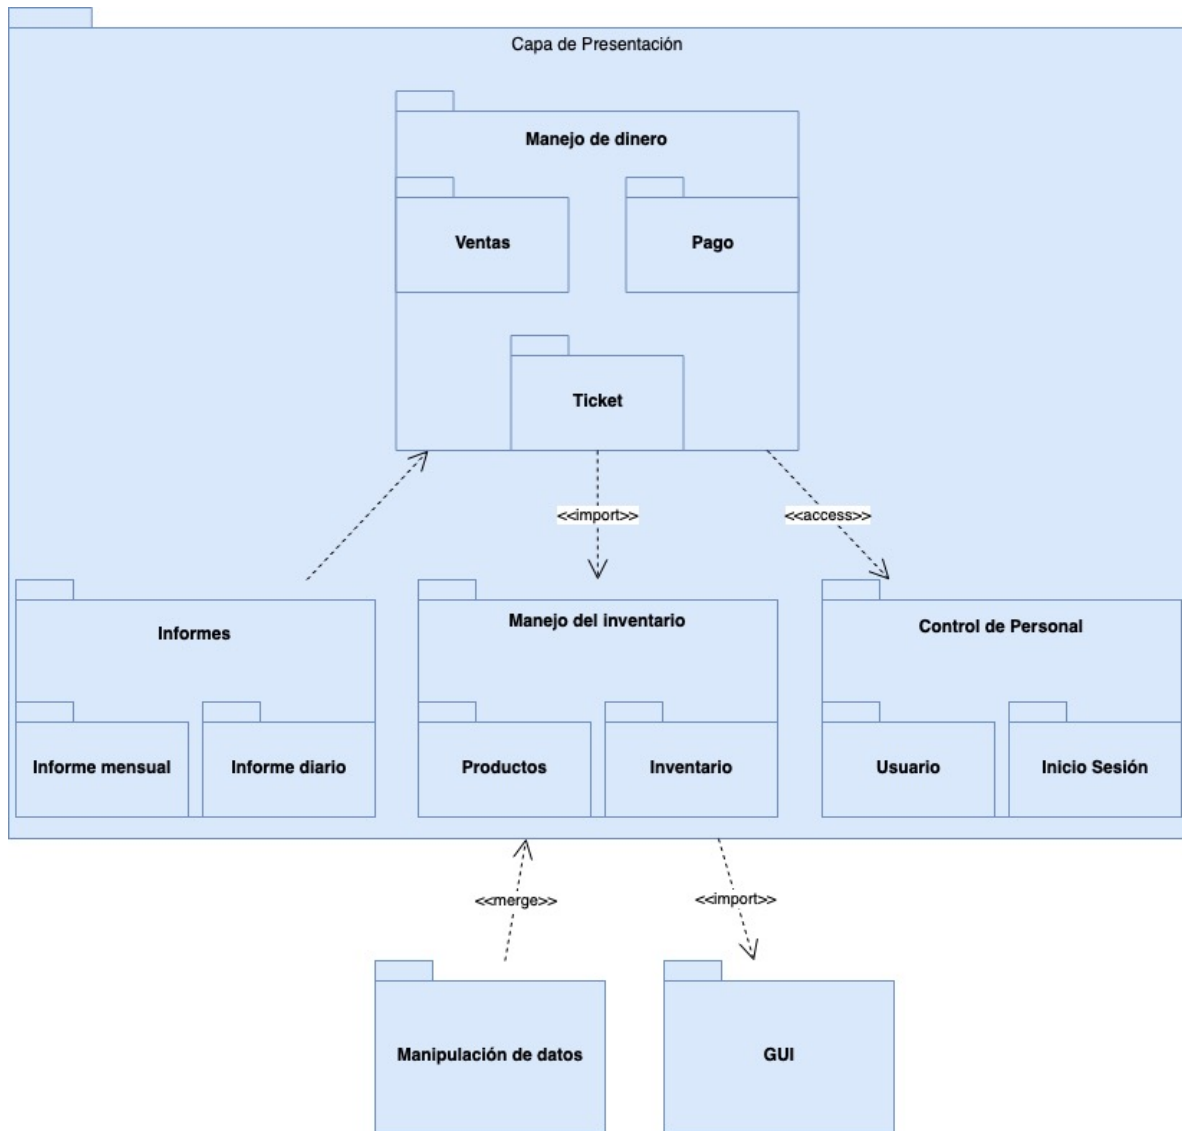 Capa de Presentación
Manejo de dinero
Ventas
Pago
Ticket
<<import>>
<<access>>
Informes
Manejo del inventario
Control de Personal
Informe mensual
Informe diario
Productos
Inventario
Usuario
Inicio Sesión
<<merge>>
<<import>>
Manipulación de datos
GUI